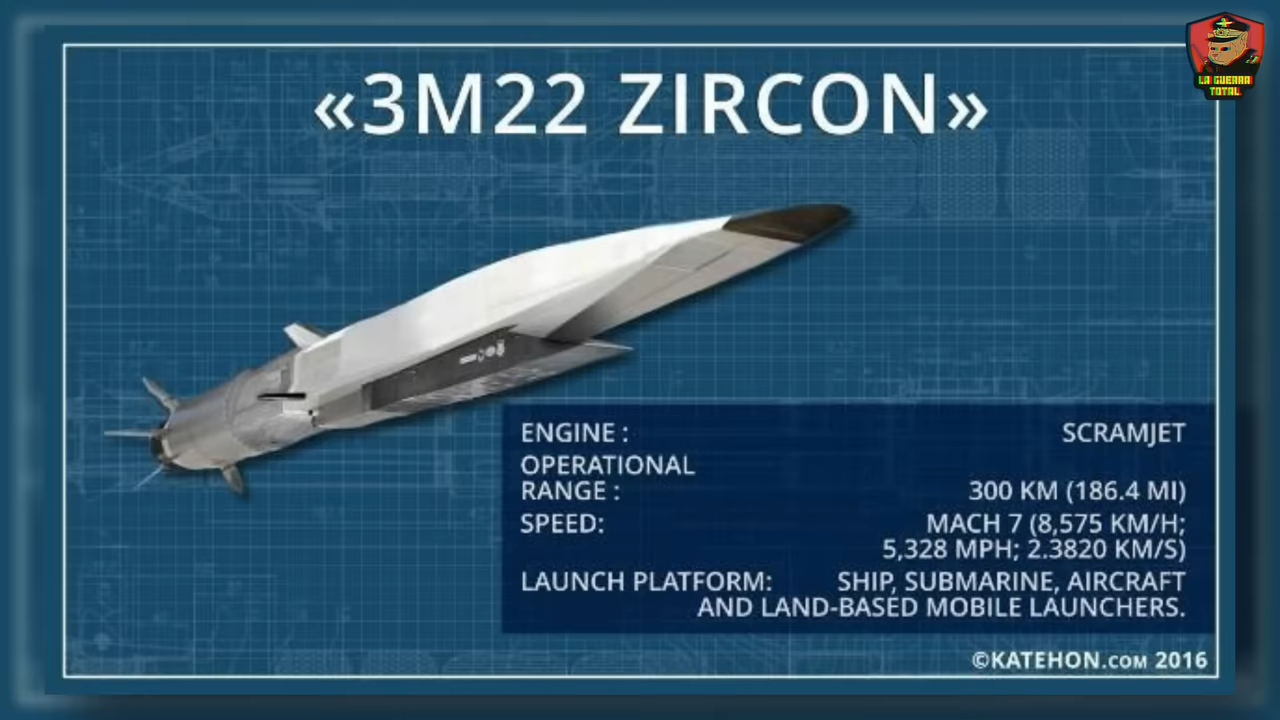 LA GUERRA
TOTAL
«3M22 ZIRCON»
ENGINE : SCRAMJET
OPERATIONAL
RANGE : 300 KM (186.4 MI)
SPEED: MACH 7 (8,575 KM/H;
5,328 MPH; 2.3820 KM/S)
LAUNCH PLATFORM: SHIP, SUBMARINE, AIRCRAFT
AND LAND-BASED MOBILE LAUNCHERS.
©KATEHON.COM 2016